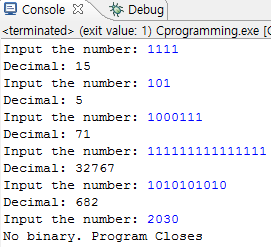 Console Debug
<terminated> (exit value: 1) Cprogramming.exe [C
Input the number: 1111
Decimal: 15
Input the number: 101
Decimal: 5
Input the number: 1000111
Decimal: 71
Input the number: 111111111111111
Decimal: 32767
Input the number: 1010101010
Decimal: 682
Input the number: 2030
No binary. Program Closes